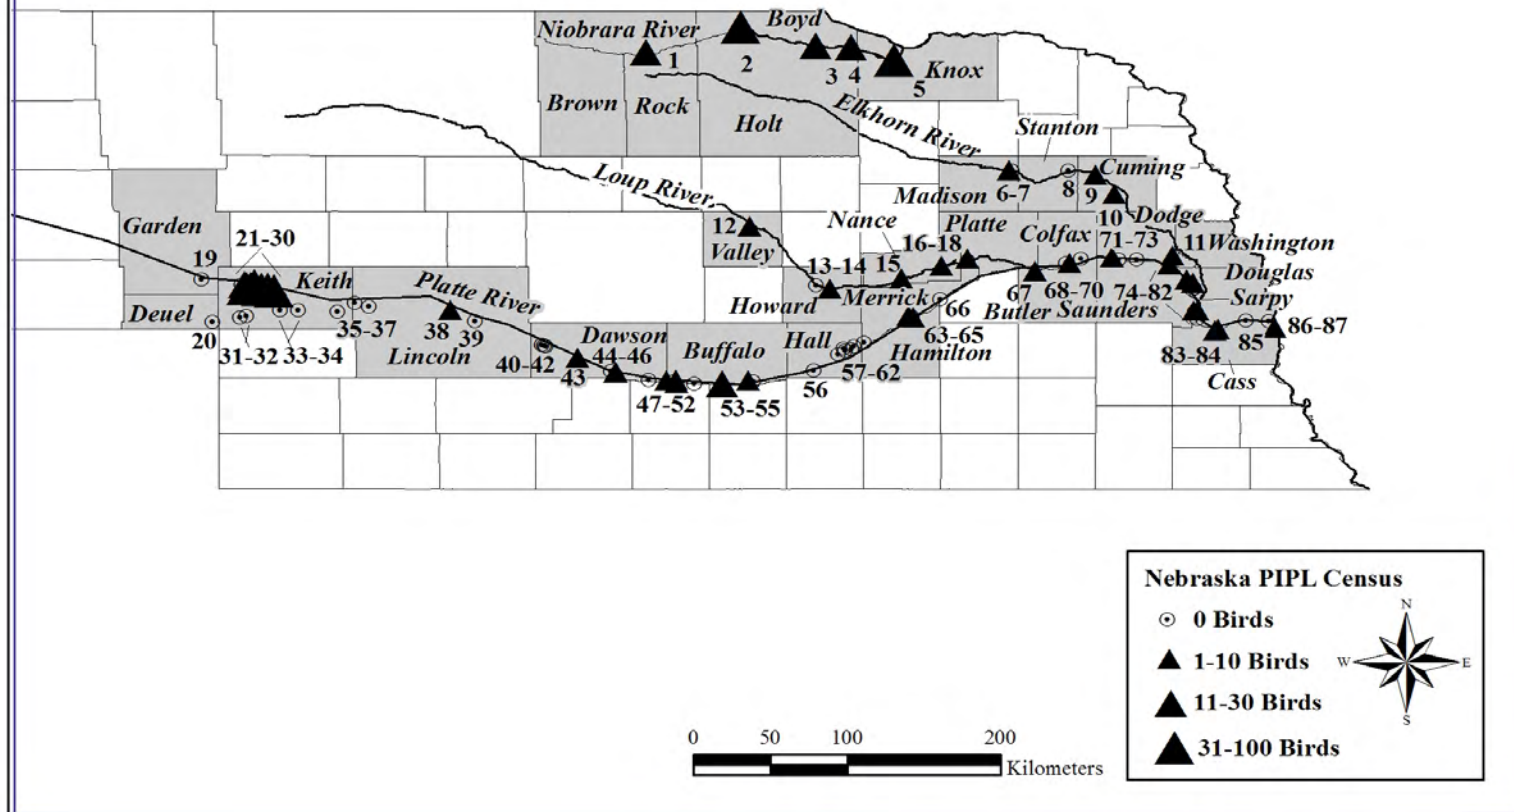 Niobrara River
Boyd
1
2
3
4
5
Knox
Brown
Rock
Holt
Elkhorn River
Stanton
Loup River
Madison
6-7
8
9
Cuming
10
Garden
19
21-30
Keith
12
Valley
Nance
Platte
16-18
Colfax
Dodge
71-73
11
Washington
Deuel
20
31-32
33-34
35-37
Platte River
38
39
Lincoln
13-14
15
Howard
Merrick
66
67
68-70
74-82
Douglas
Sarpy
Butler
Saunders
63-65
Hamilton
Hall
57-62
56
Dawson
44-46
40-42
43
Buffalo
47-52
53-55
83-84
85
86-87
Cass
Nebraska PIPL Census
0 Birds
1-10 Birds
11-30 Birds
31-100 Birds
N
W
E
S
0
50
100
200
Kilometers